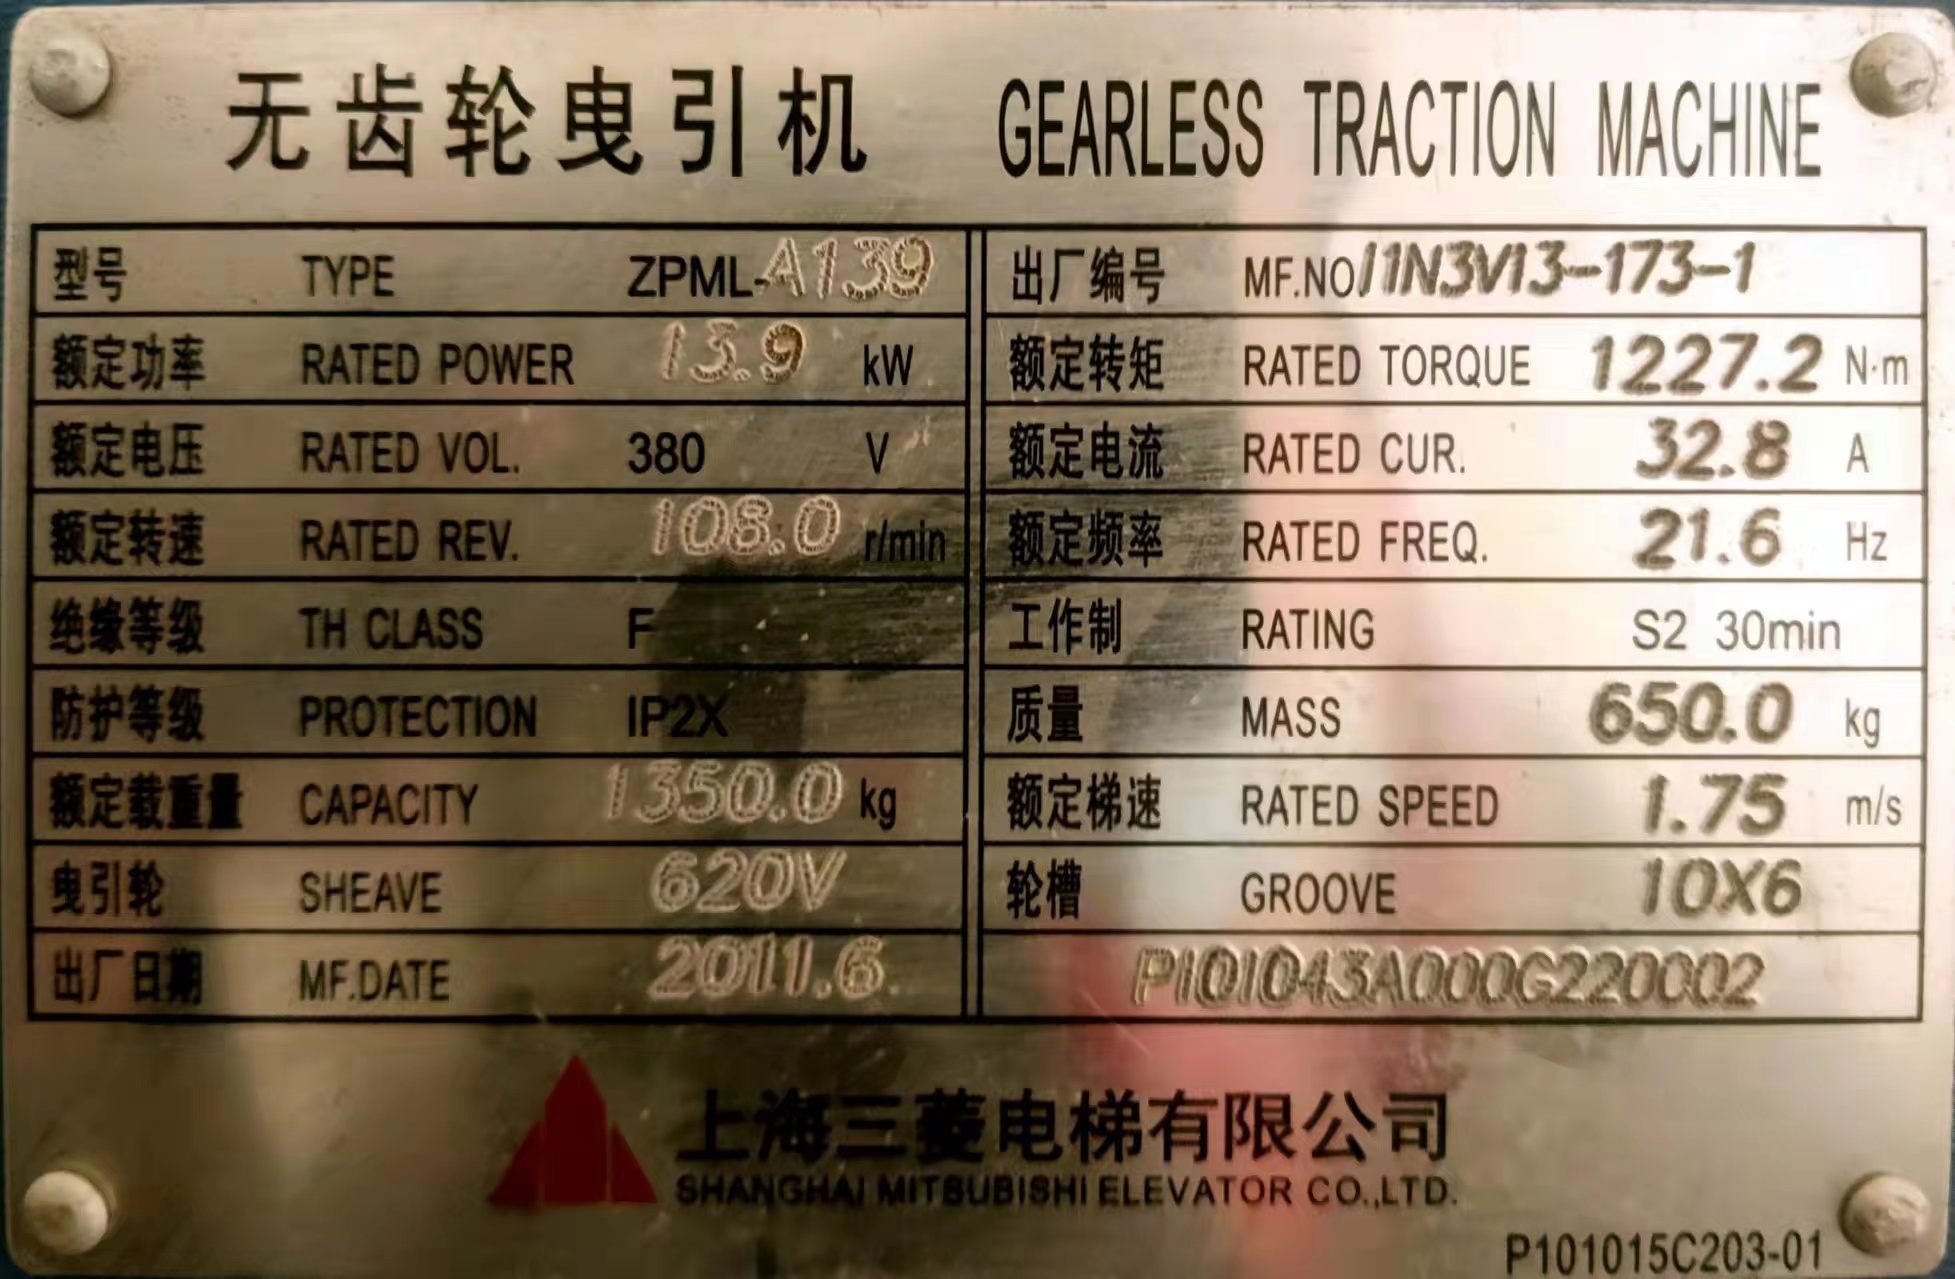 无齿轮曳引机 GEARLESS TRACTION MACHINE
型号 TYPE ZPML-A139 出厂编号 MF.NO. 11N3V13-173-1
额定功率 RATED POWER 13.9 kW 额定转矩 RATED TORQUE 1227.2 N·m
额定电压 RATED VOL. 380 V 额定电流 RATED CUR. 32.8 A
额定转速 RATED REV. 108.0 r/min 额定频率 RATED FREQ. 21.6 Hz
绝缘等级 TH CLASS F 工作制 RATING S2 30min
防护等级 PROTECTION IP2X 质量 MASS 650.0 kg
额定载重量 CAPACITY 1350.0 kg 额定梯速 RATED SPEED 1.75 m/s
曳引轮 SHEAVE 620V 轮槽 GROOVE 10X6
出厂日期 MF.DATE 2011.6. P101043A000G220002
上海三菱电梯有限公司
SHANGHAI MITSUBISHI ELEVATOR CO.,LTD.
P101015C203-01